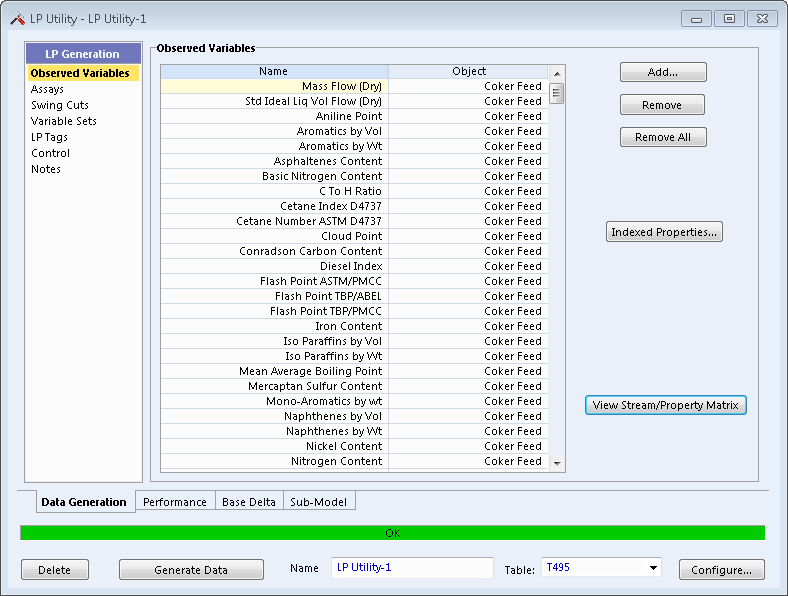 LP Utility - LP Utility-1
LP Generation
Observed Variables
Assays
Swing Cuts
Variable Sets
LP Tags
Control
Notes
Observed Variables
Name Object
Mass Flow (Dry) Coker Feed
Std Ideal Liq Vol Flow (Dry) Coker Feed
Aniline Point Coker Feed
Aromatics by Vol Coker Feed
Aromatics by Wt Coker Feed
Asphaltenes Content Coker Feed
Basic Nitrogen Content Coker Feed
C To H Ratio Coker Feed
Cetane Index D4737 Coker Feed
Cetane Number ASTM D4737 Coker Feed
Cloud Point Coker Feed
Conradson Carbon Content Coker Feed
Diesel Index Coker Feed
Flash Point ASTM/PMCC Coker Feed
Flash Point TBP/ABEL Coker Feed
Flash Point TBP/PMCC Coker Feed
Iron Content Coker Feed
Iso Paraffins by Vol Coker Feed
Iso Paraffins by Wt Coker Feed
Mean Average Boiling Point Coker Feed
Mercaptan Sulfur Content Coker Feed
Mono-Aromatics by wt Coker Feed
Naphthenes by Vol Coker Feed
Naphthenes by Wt Coker Feed
Nickel Content Coker Feed
Nitrogen Content Coker Feed
Add...
Remove
Remove All
Indexed Properties...
View Stream/Property Matrix
Data Generation Performance Base Delta Sub-Model
OK
Delete Generate Data Name LP Utility-1 Table: T495 Configure...